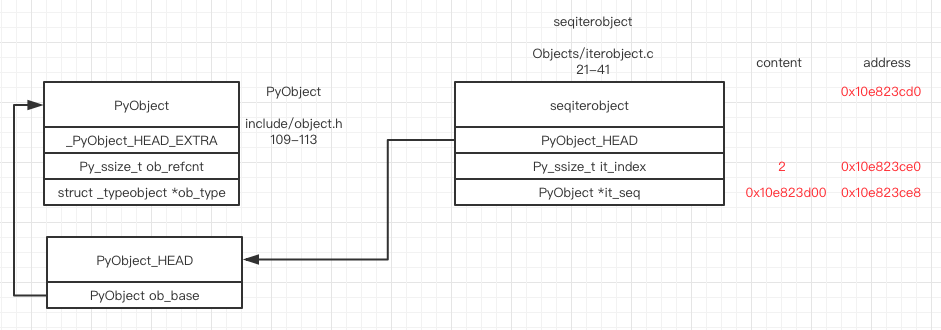 seqiterobject
Objects/iterobject.c
21-41
content address
PyObject
include/object.h
109-113
PyObject
_PyObject_HEAD_EXTRA
Py_ssize_t ob_refcnt
struct _typeobject *ob_type
seqiterobject 0x10e823cd0
PyObject_HEAD
Py_ssize_t it_index 2 0x10e823ce0
PyObject *it_seq 0x10e823d00 0x10e823ce8
PyObject_HEAD
PyObject ob_base